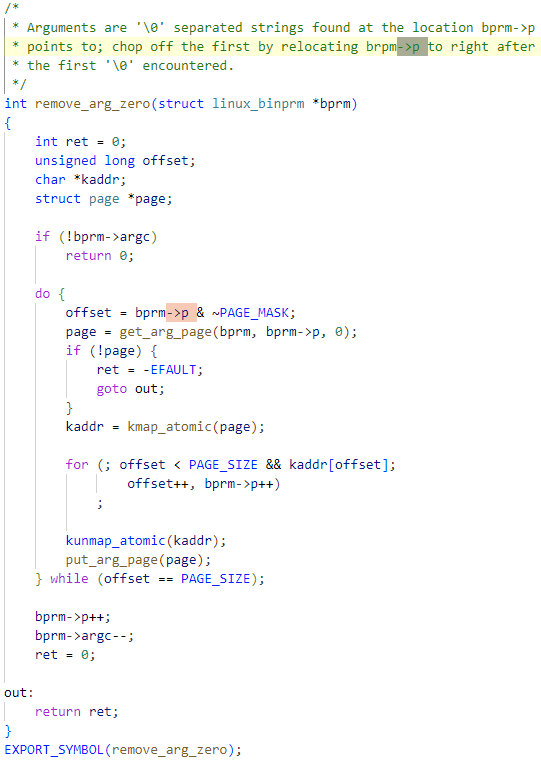 /*
 * Arguments are '\0' separated strings found at the location bprm->p
 * points to; chop off the first by relocating brpm->p to right after
 * the first '\0' encountered.
 */
int remove_arg_zero(struct linux_binprm *bprm)
{
    int ret = 0;
    unsigned long offset;
    char *kaddr;
    struct page *page;

    if (!bprm->argc)
        return 0;

    do {
        offset = bprm->p & ~PAGE_MASK;
        page = get_arg_page(bprm, bprm->p, 0);
        if (!page) {
            ret = -EFAULT;
            goto out;
        }
        kaddr = kmap_atomic(page);

        for (; offset < PAGE_SIZE && kaddr[offset];
                offset++, bprm->p++)
            ;

        kunmap_atomic(kaddr);
        put_arg_page(page);
    } while (offset == PAGE_SIZE);

    bprm->p++;
    bprm->argc--;
    ret = 0;

out:
    return ret;
}
EXPORT_SYMBOL(remove_arg_zero);